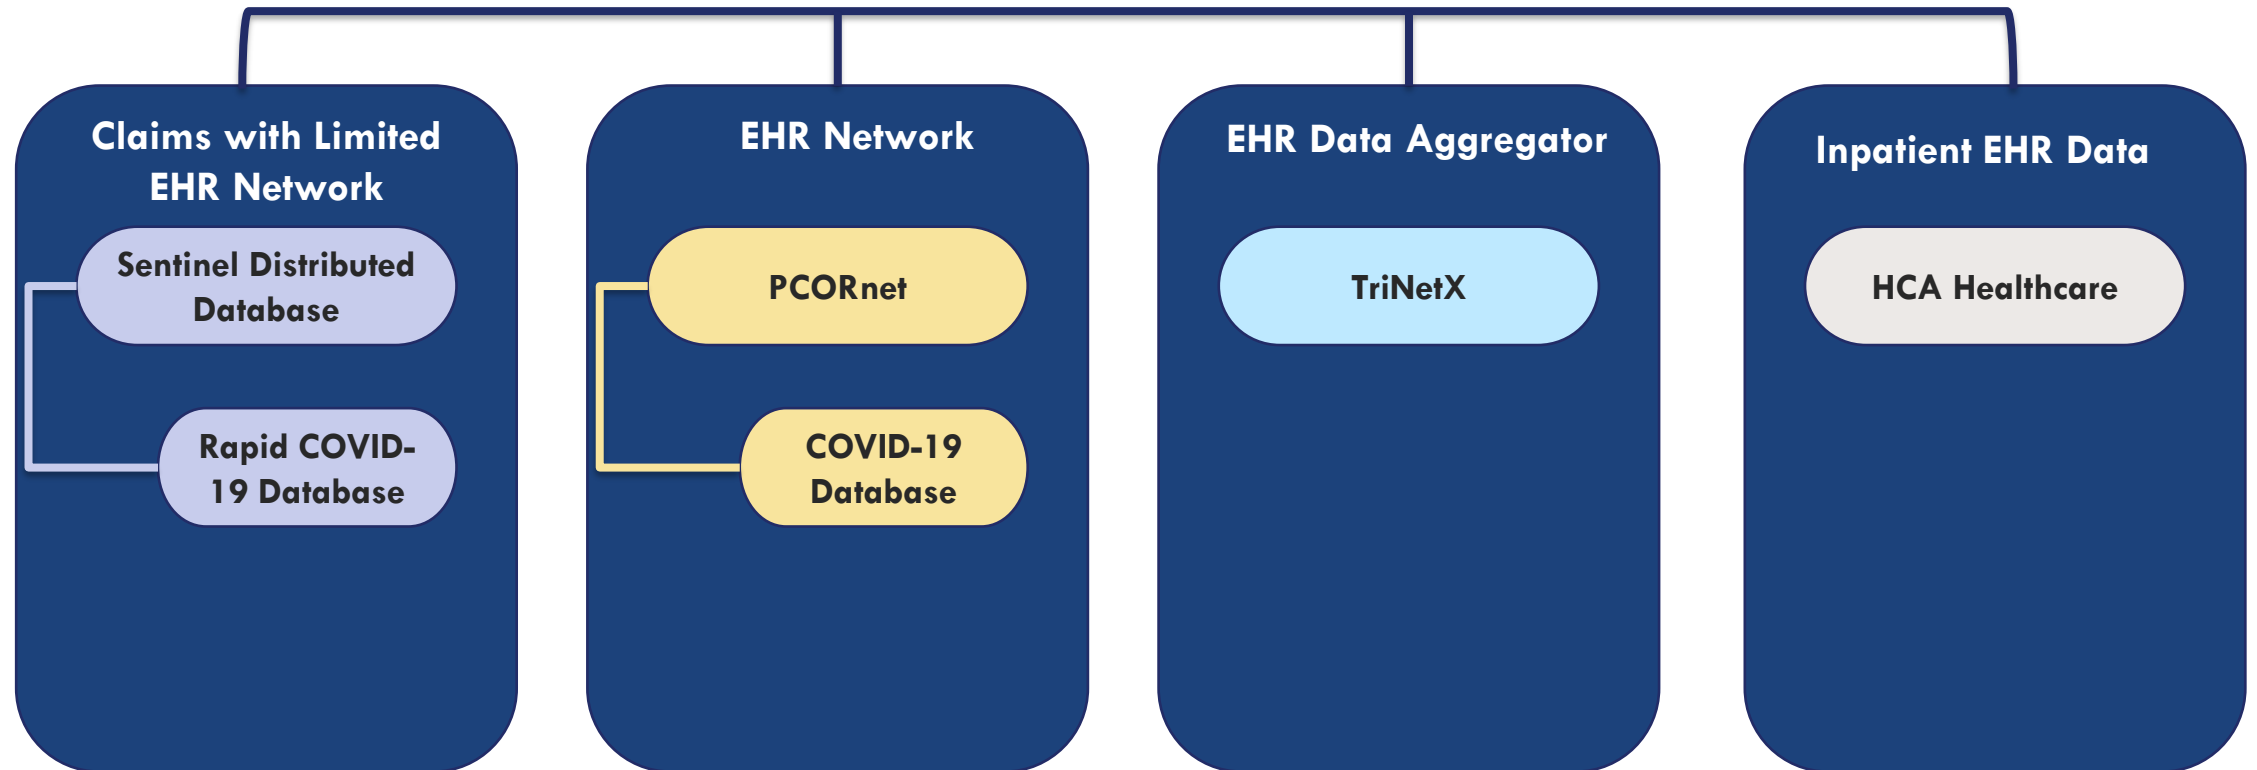 Claims with Limited
EHR Network
Sentinel Distributed
Database
Rapid COVID-
19 Database
EHR Network
PCORnet
COVID-19
Database
EHR Data Aggregator
TriNetX
Inpatient EHR Data
HCA Healthcare